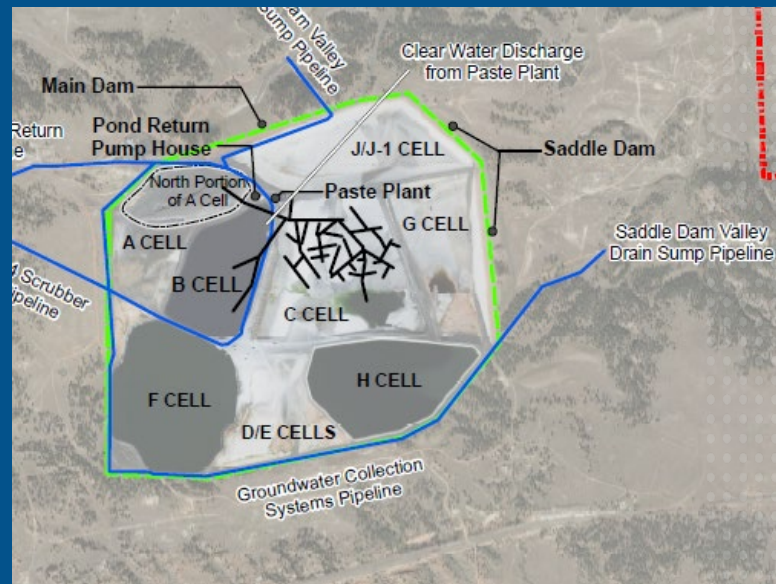 am Valley
Sump Pipeline
Clear Water Discharge
from Paste Plant
Main Dam
Return
e
Pond Return
Pump House
J/J-1 CELL
Saddle Dam
North Portion
of A Cell
Paste Plant
A CELL
G CELL
Saddle Dam Valley
Drain Sump Pipeline
Scrubber
ipeline
B CELL
C CELL
F CELL
H CELL
D/E CELLS
Groundwater Collection
Systems Pipeline